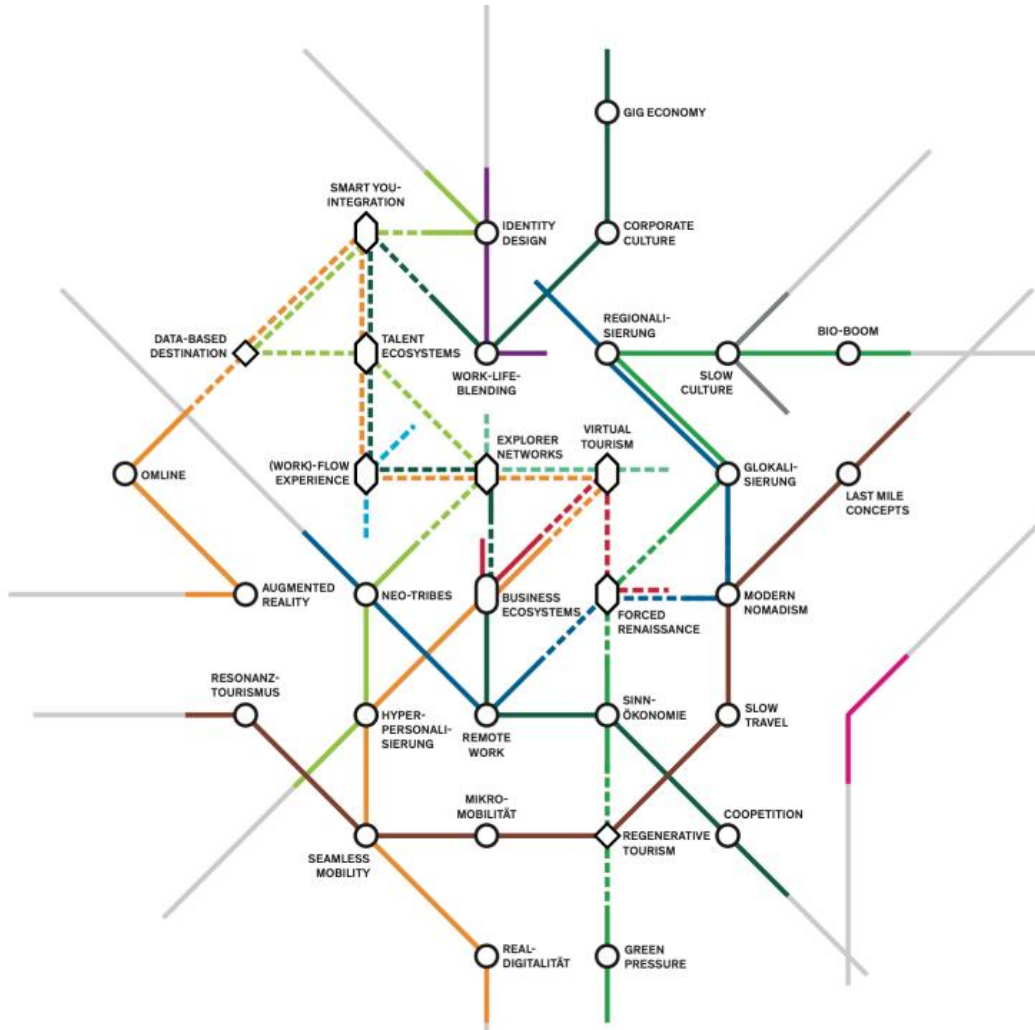 GIG ECONOMY
SMART YOU-
INTEGRATION
IDENTITY
DESIGN
CORPORATE
CULTURE
DATA-BASED
DESTINATION
TALENT
ECOSYSTEMS
WORK-LIFE-
BLENDING
REGIONALI-
SIERUNG
SLOW
CULTURE
BIO-BOOM
OMLINE
(WORK)-FLOW
EXPERIENCE
EXPLORER
NETWORKS
VIRTUAL
TOURISM
GLOKALI-
SIERUNG
LAST MILE
CONCEPTS
AUGMENTED
REALITY
NEO-TRIBES
BUSINESS
ECOSYSTEMS
FORCED
RENAISSANCE
MODERN
NOMADISM
RESONANZ-
TOURISMUS
HYPER-
PERSONALI-
SIERUNG
REMOTE
WORK
SINN-
ÖKONOMIE
SLOW
TRAVEL
SEAMLESS
MOBILITY
MIKRO-
MOBILITÄT
REGENERATIVE
TOURISM
COOPETITION
REAL-
DIGITALITÄT
GREEN
PRESSURE